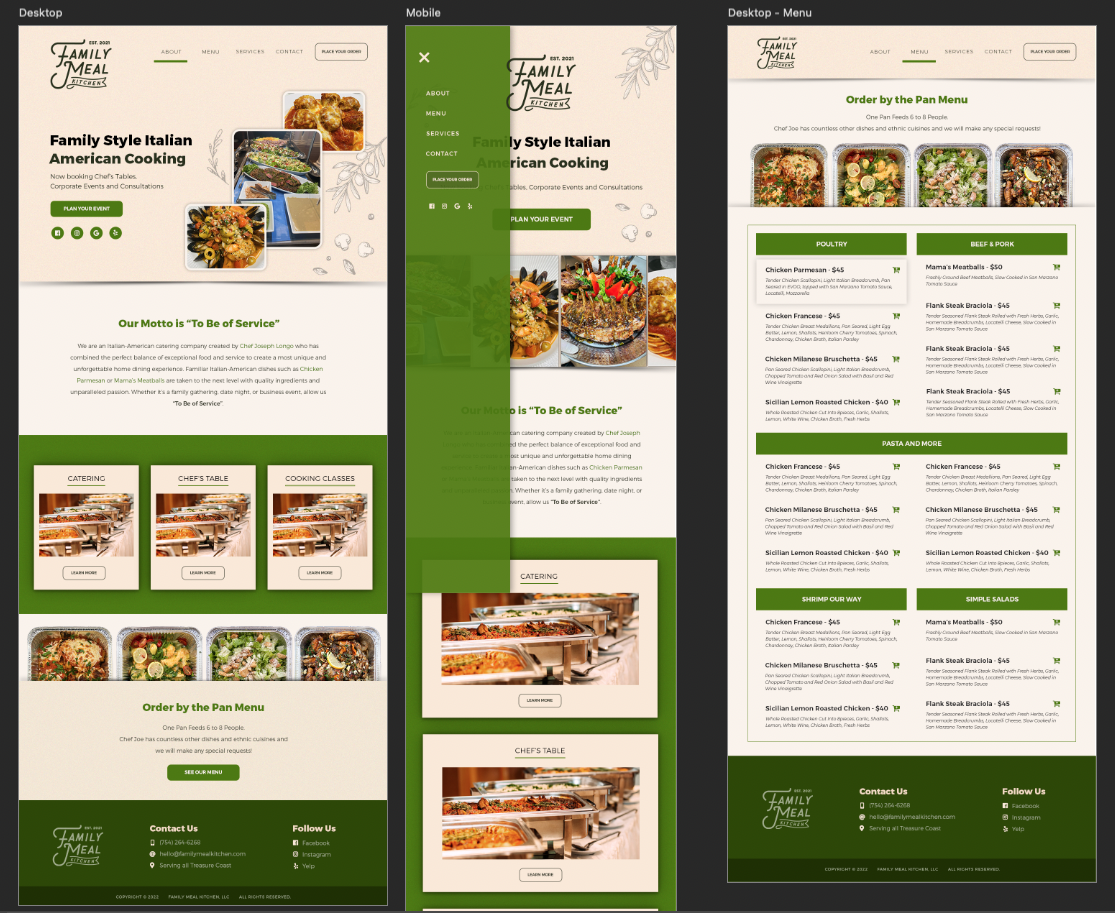 Desktop
EST. 2021
FAMILY
MEAL
KITCHEN
ABOUT
MENU
SERVICES
CONTACT
PLACE YOUR ORDER
Family Style Italian
American Cooking
Now booking Chef's Tables.
Corporate Events and Consultations
PLAN YOUR EVENT
Our Motto is "To Be of Service"
We are an Italian-American catering company created by Chef Joseph Longo who has
combined the perfect balance of exceptional food and service to create a most unique and
unforgettable home dining experience. Familiar Italian-American dishes such as Chicken
Parmesan or Mama's Meatballs are taken to the next level with quality ingredients and
unparalleled passion. Whether it's a family gathering, date night, or business event, allow us
"To Be of Service".
CATERING
LEARN MORE
CHEF'S TABLE
LEARN MORE
COOKING CLASSES
LEARN MORE
Order by the Pan Menu
One Pan Feeds 6 to 8 People.
Chef Joe has countless other dishes and ethnic cuisines and
we will make any special requests!
SEE OUR MENU
EST. 2021
FAMILY
MEAL
KITCHEN
Contact Us
(754) 264-6268
hello@familymealkitchen.com
Serving all Treasure Coast
Follow Us
Facebook
Instagram
Yelp
COPYRIGHT © 2022 FAMILY MEAL KITCHEN, LLC ALL RIGHTS RESERVED.
Mobile
ABOUT
MENU
SERVICES
CONTACT
PLACE YOUR ORDER
EST. 2021
FAMILY
MEAL
KITCHEN
Family Style Italian
American Cooking
Tables, Corporate Events and Consultations
PLAN YOUR EVENT
Our Motto is "To Be of Service"
an catering company created by Chef Joseph
d the perfect balance of exceptional food and
ost unique and unforgettable home dining
an-American dishes such as Chicken Parmesan
taken to the next level with quality ingredients
. Whether it's a family gathering, date night, or
event, allow us "To Be of Service".
CATERING
LEARN MORE
CHEF'S TABLE
LEARN MORE
Desktop - Menu
EST. 2021
FAMILY
MEAL
KITCHEN
ABOUT
MENU
SERVICES
CONTACT
PLACE YOUR ORDER
Order by the Pan Menu
One Pan Feeds 6 to 8 People.
Chef Joe has countless other dishes and ethnic cuisines and we will make any special requests!
POULTRY
Chicken Parmesan - $45
Tender Chicken Scallopini, Light Italian Breadcrumb, Pan
Seared in EVOO, topped with San Marzano Tomato Sauce,
Locatelli, Mozzarella
Chicken Francese - $45
Tender Chicken Breast Medallions, Pan Seared, Light Egg
Batter, Lemon, Shallots, Heirloom Cherry Tomatoes, Spinach,
Chardonnay, Chicken Broth, Italian Parsley
Chicken Milanese Bruschetta - $45
Pan Seared Chicken Scallopini, Light Italian Breadcrumb,
Chopped Tomato and Red Onion Salad with Basil and Red
Wine Vinaigrette
Sicilian Lemon Roasted Chicken - $40
Whole Roasted Chicken Cut into 8pieces, Garlic, Shallots,
Lemon, White Wine, Chicken Broth, Fresh Herbs
BEEF & PORK
Mama's Meatballs - $50
Freshly Ground Beef Meatballs, Slow Cooked in San Marzano
Tomato Sauce
Flank Steak Braciola - $45
Tender Seasoned Flank Steak Rolled with Fresh Herbs, Garlic,
Homemade Breadcrumbs, Locatelli Cheese, Slow Cooked in
San Marzano Tomato Sauce
Flank Steak Braciola - $45
Tender Seasoned Flank Steak Rolled with Fresh Herbs, Garlic,
Homemade Breadcrumbs, Locatelli Cheese, Slow Cooked in
San Marzano Tomato Sauce
Flank Steak Braciola - $45
Tender Seasoned Flank Steak Rolled with Fresh Herbs, Garlic,
Homemade Breadcrumbs, Locatelli Cheese, Slow Cooked in
San Marzano Tomato Sauce
PASTA AND MORE
Chicken Francese - $45
Tender Chicken Breast Medallions, Pan Seared, Light Egg
Batter, Lemon, Shallots, Heirloom Cherry Tomatoes, Spinach,
Chardonnay, Chicken Broth, Italian Parsley
Chicken Milanese Bruschetta - $45
Pan Seared Chicken Scallopini, Light Italian Breadcrumb,
Chopped Tomato and Red Onion Salad with Basil and Red
Wine Vinaigrette
Sicilian Lemon Roasted Chicken - $40
Whole Roasted Chicken Cut into 8pieces, Garlic, Shallots,
Lemon, White Wine, Chicken Broth, Fresh Herbs
Chicken Francese - $45
Tender Chicken Breast Medallions, Pan Seared, Light Egg
Batter, Lemon, Shallots, Heirloom Cherry Tomatoes, Spinach,
Chardonnay, Chicken Broth, Italian Parsley
Chicken Milanese Bruschetta - $45
Pan Seared Chicken Scallopini, Light Italian Breadcrumb,
Chopped Tomato and Red Onion Salad with Basil and Red
Wine Vinaigrette
Sicilian Lemon Roasted Chicken - $40
Whole Roasted Chicken Cut into 8pieces, Garlic, Shallots,
Lemon, White Wine, Chicken Broth, Fresh Herbs
SHRIMP OUR WAY
Chicken Francese - $45
Tender Chicken Breast Medallions, Pan Seared, Light Egg
Batter, Lemon, Shallots, Heirloom Cherry Tomatoes, Spinach,
Chardonnay, Chicken Broth, Italian Parsley
Chicken Milanese Bruschetta - $45
Pan Seared Chicken Scallopini, Light Italian Breadcrumb,
Chopped Tomato and Red Onion Salad with Basil and Red
Wine Vinaigrette
Sicilian Lemon Roasted Chicken - $40
Whole Roasted Chicken Cut into 8pieces, Garlic, Shallots,
Lemon, White Wine, Chicken Broth, Fresh Herbs
SIMPLE SALADS
Mama's Meatballs - $50
Freshly Ground Beef Meatballs, Slow Cooked in San Marzano
Tomato Sauce
Flank Steak Braciola - $45
Tender Seasoned Flank Steak Rolled with Fresh Herbs, Garlic,
Homemade Breadcrumbs, Locatelli Cheese, Slow Cooked in
San Marzano Tomato Sauce
Flank Steak Braciola - $45
Tender Seasoned Flank Steak Rolled with Fresh Herbs, Garlic,
Homemade Breadcrumbs, Locatelli Cheese, Slow Cooked in
San Marzano Tomato Sauce
EST. 2021
FAMILY
MEAL
KITCHEN
Contact Us
(754) 264-6268
hello@familymealkitchen.com
Serving all Treasure Coast
Follow Us
Facebook
Instagram
Yelp
COPYRIGHT © 2022 FAMILY MEAL KITCHEN, LLC ALL RIGHTS RESERVED.